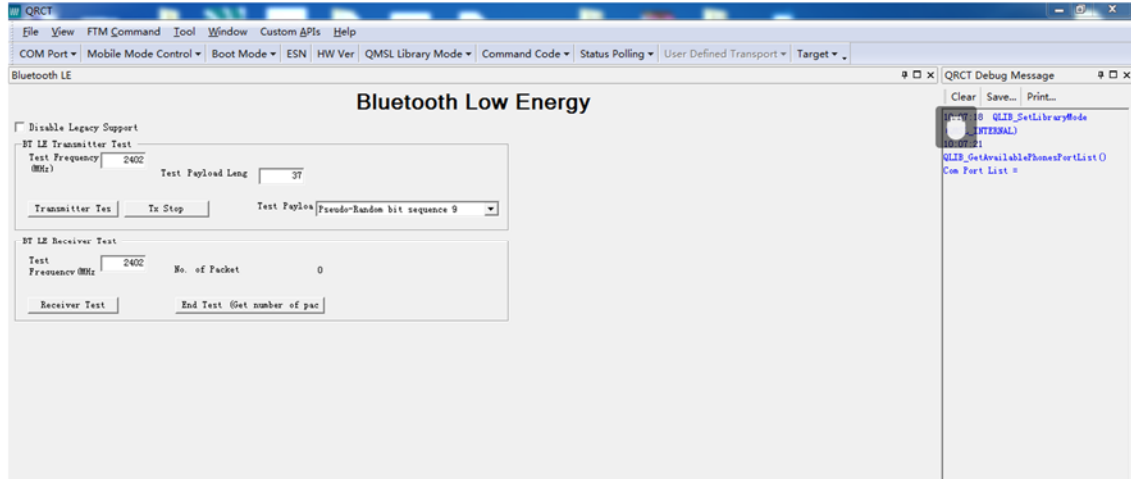 QRCT
File View FTM Command Tool Window Custom APIs Help
COM Port Mobile Mode Control Boot Mode ESN HW Ver QMSL Library Mode Command Code Status Polling User Defined Transport Target
Bluetooth LE
QRCT Debug Message
Clear Save... Print...
Bluetooth Low Energy
Disable Legacy Support
BT LE Transmitter Test
Test Frequency (MHz) 2402
Test Payload Leng 37
Transmitter Tes Tx Stop Test Payloa Pseudo-Random bit sequence 9
BT LE Receiver Test
Test Frequency (MHz 2402
No. of Packet 0
Receiver Test End Test (Get number of pac
10:07:18 QLIB_SetLibraryMode
INTERNAL)
10:07:21
QLIB_GetAvailablePhonesPortList()
Com Port List =